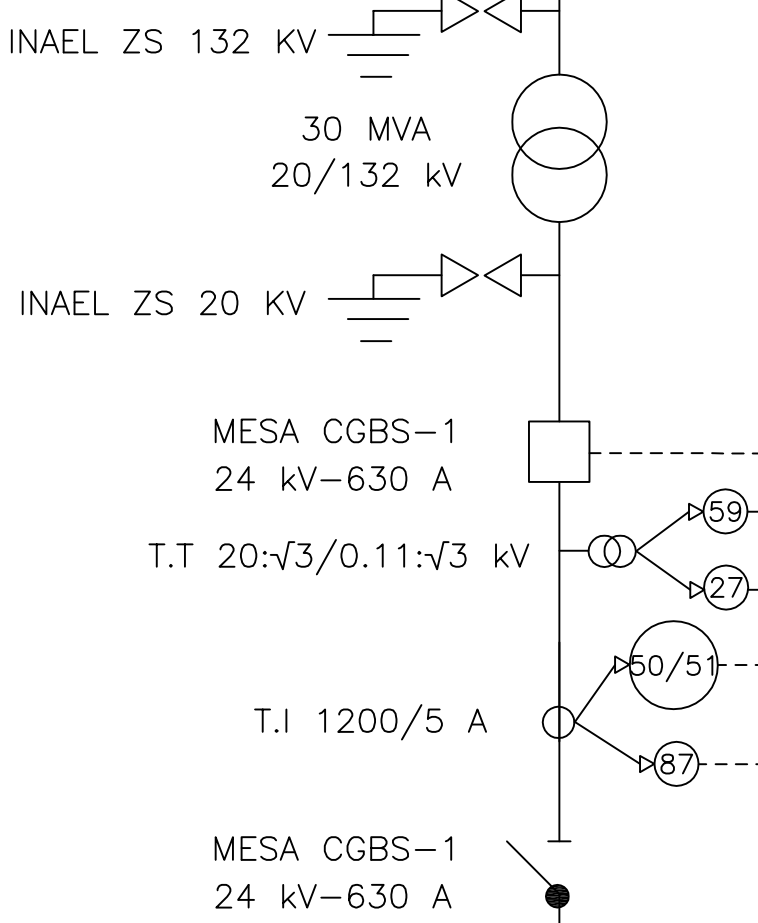 INAEL ZS 132 KV
30 MVA
20/132 kV
INAEL ZS 20 KV
MESA CGBS-1
24 kV-630 A
59
T.T 20:√3/0.11:√3 kV
27
50/51
T.I 1200/5 A
87
MESA CGBS-1
24 kV-630 A